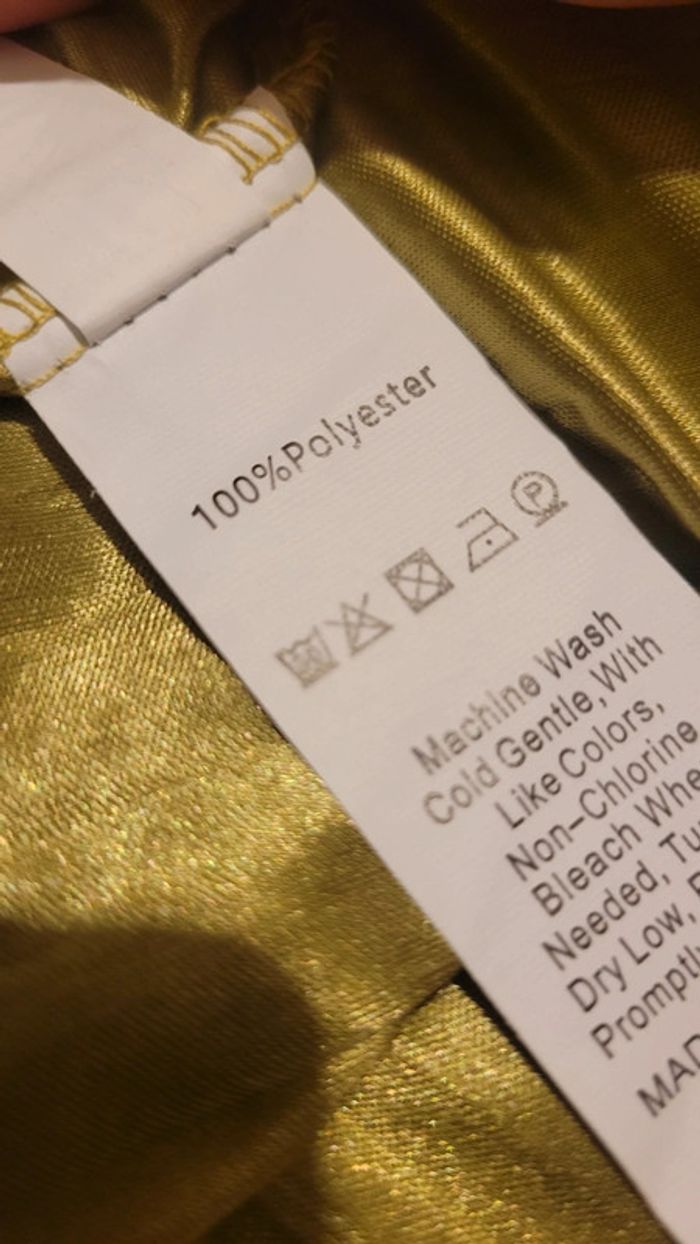 100%Polyester
P
Machine Wash
Cold Gentle, With
Like Colors,
Non-Chlorine
Bleach
Needed,
Dry Low,